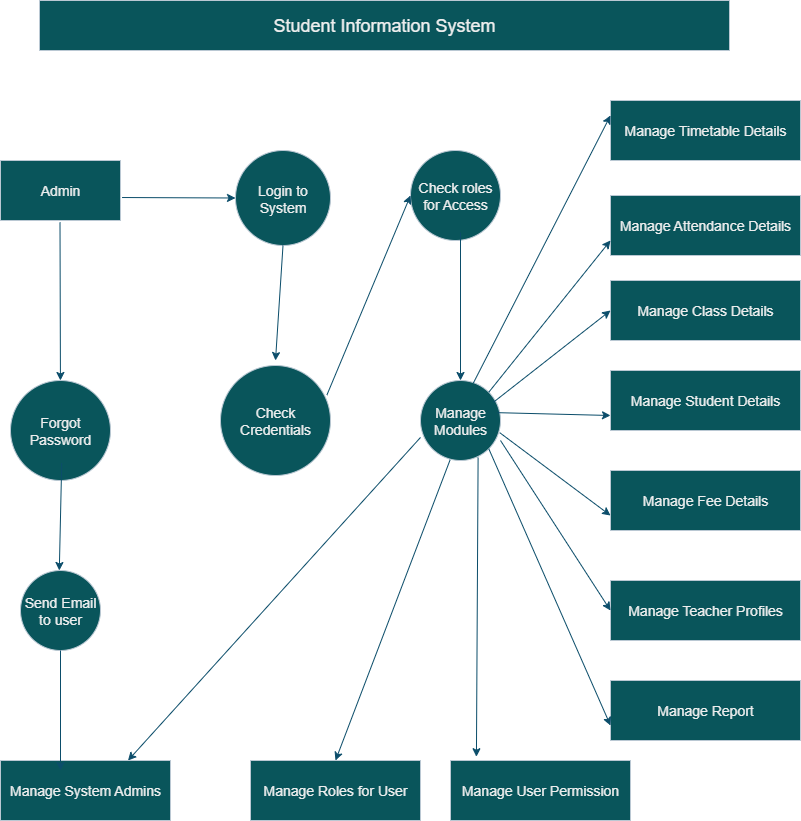 Student Information System
Admin
Login to
System
Check roles
for Access
Manage Timetable Details
Manage Attendance Details
Manage Class Details
Manage Student Details
Forgot
Password
Check
Credentials
Manage
Modules
Manage Fee Details
Send Email
to user
Manage Teacher Profiles
Manage Report
Manage System Admins
Manage Roles for User
Manage User Permission